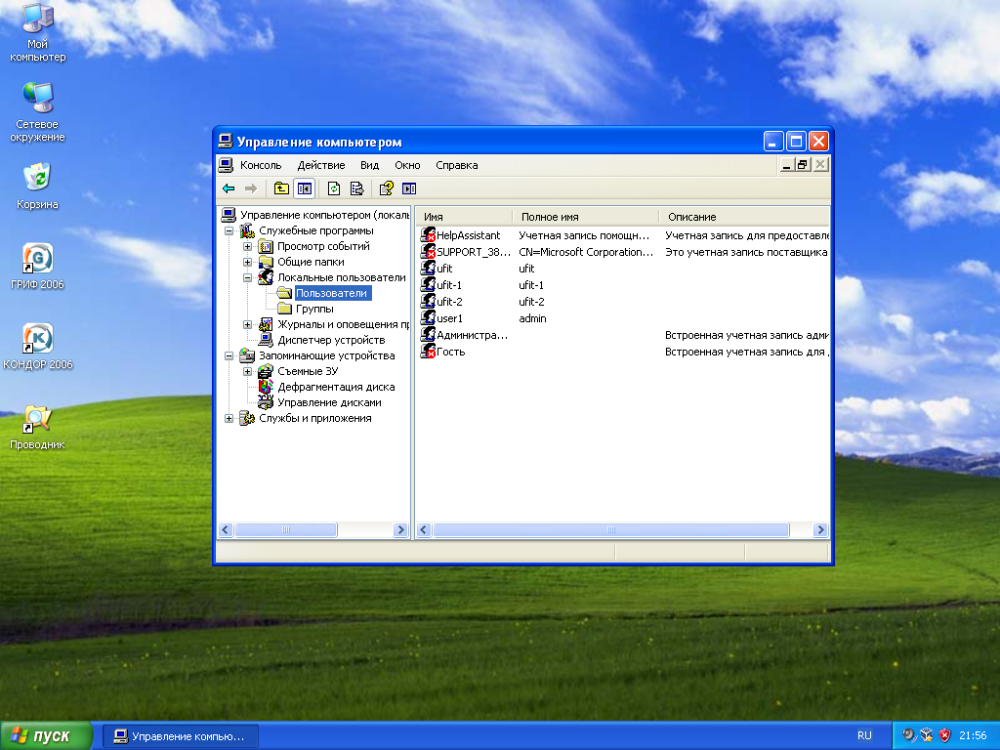 Мой
компьютер
Сетевое
окружение
Корзина
ГРИФ 2006
КОНДОР 2006
Проводник
Управление компьютером
Консоль Действие Вид Окно Справка
Управление компьютером (локаль
Служебные программы
Просмотр событий
Общие папки
Локальные пользователи
Пользователи
Группы
Журналы и оповещения пр
Диспетчер устройств
Запоминающие устройства
Съемные ЗУ
Дефрагментация диска
Управление дисками
Службы и приложения
Имя Полное имя Описание
HelpAssistant Учетная запись помощн... Учетная запись для предоставле
SUPPORT_38... CN=Microsoft Corporation... Это учетная запись поставщика
ufit ufit
ufit-1 ufit-1
ufit-2 ufit-2
user1 admin
Администра... Встроенная учетная запись адми
Гость Встроенная учетная запись для
пуск
Управление компью...
RU
21:56